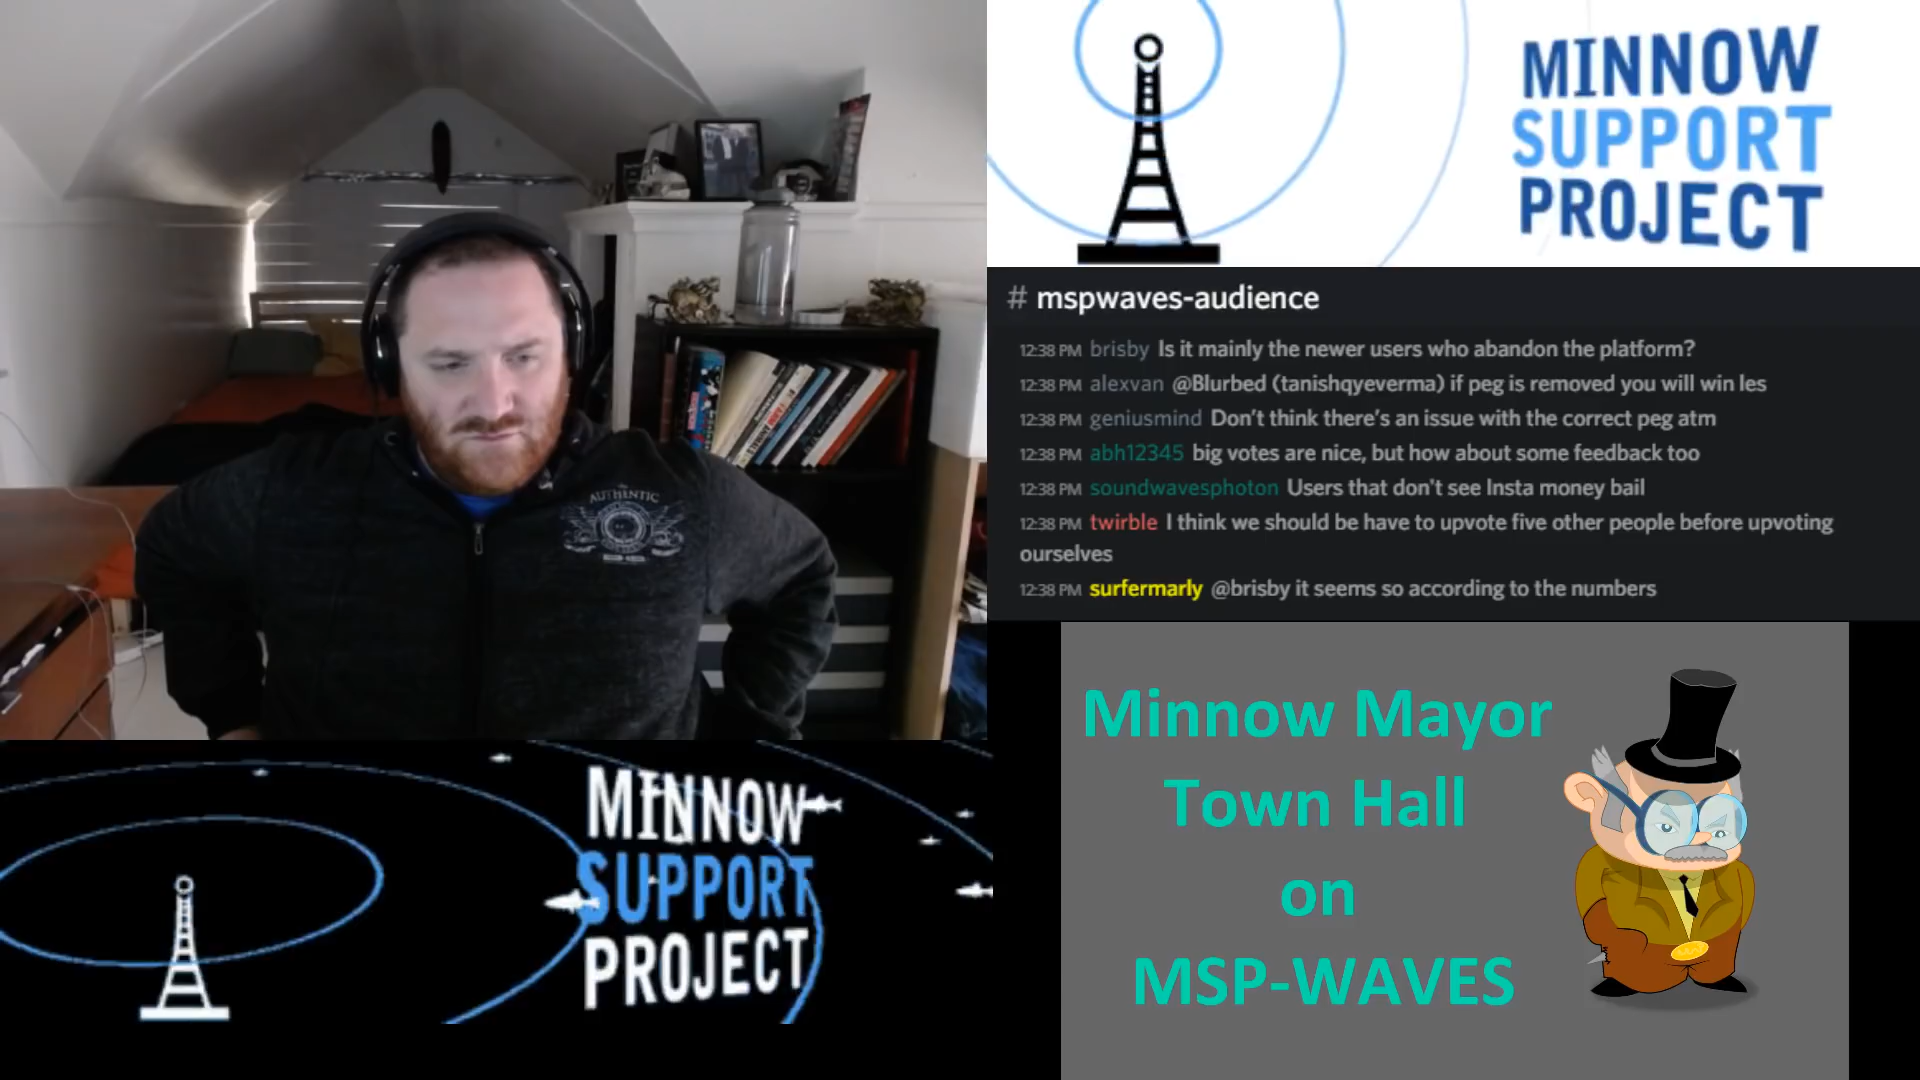 MINNOW
SUPPORT
PROJECT
# mspwaves-audience
12:38 PM brisby Is it mainly the newer users who abandon the platform?
12:38 PM alexvan @Blurbed (tanishqyeverma) if peg is removed you will win les
12:38 PM geniusmind Don't think there's an issue with the correct peg atm
12:38 PM abh12345 big votes are nice, but how about some feedback too
12:38 PM soundwavesphoton Users that don't see Insta money bail
12:38 PM twirble I think we should be have to upvote five other people before upvoting
ourselves
12:38 PM surfermarly @brisby it seems so according to the numbers
AUTHENTIC
MINNOW
SUPPORT
PROJECT
Minnow Mayor
Town Hall
on
MSP-WAVES